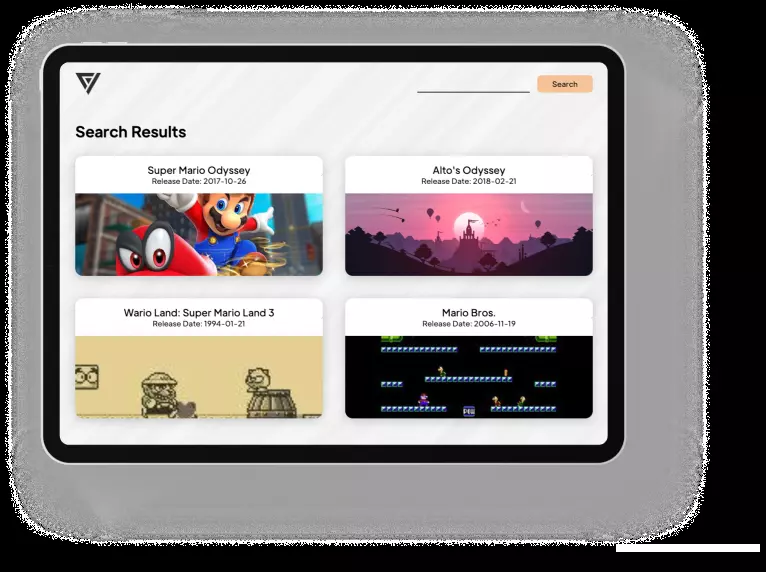 Search
Search Results
Super Mario Odyssey
Release Date: 2017-10-26
Alto's Odyssey
Release Date: 2018-02-21
Wario Land: Super Mario Land 3
Release Date: 1994-01-21
Mario Bros.
Release Date: 2006-11-19
POW